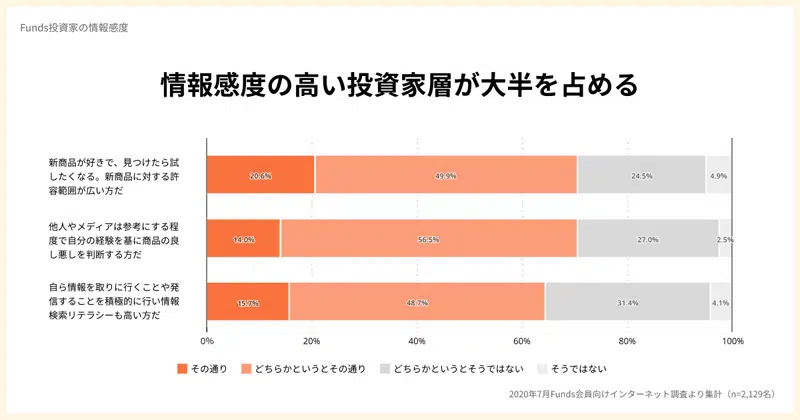 Funds投資家の情報感度
情報感度の高い投資家層が大半を占める
新商品が好きで、見つけたら試
したくなる。新商品に対する許
容範囲が広い方だ
20.6%
49.9%
24.5%
4.9%
他人やメディアは参考にする程
度で自分の経験を基に商品の良
し悪しを判断する方だ
14.0%
56.5%
27.0%
2.5%
自ら情報を取りに行くことや発
信することを積極的に行い情報
検索リテラシーも高い方だ
15.7%
48.7%
31.4%
4.1%
0%
20%
40%
60%
80%
100%
その通り
どちらかというとその通り
どちらかというとそうではない
そうではない
2020年7月Funds会員向けインターネット調査より集計（n=2,129名）